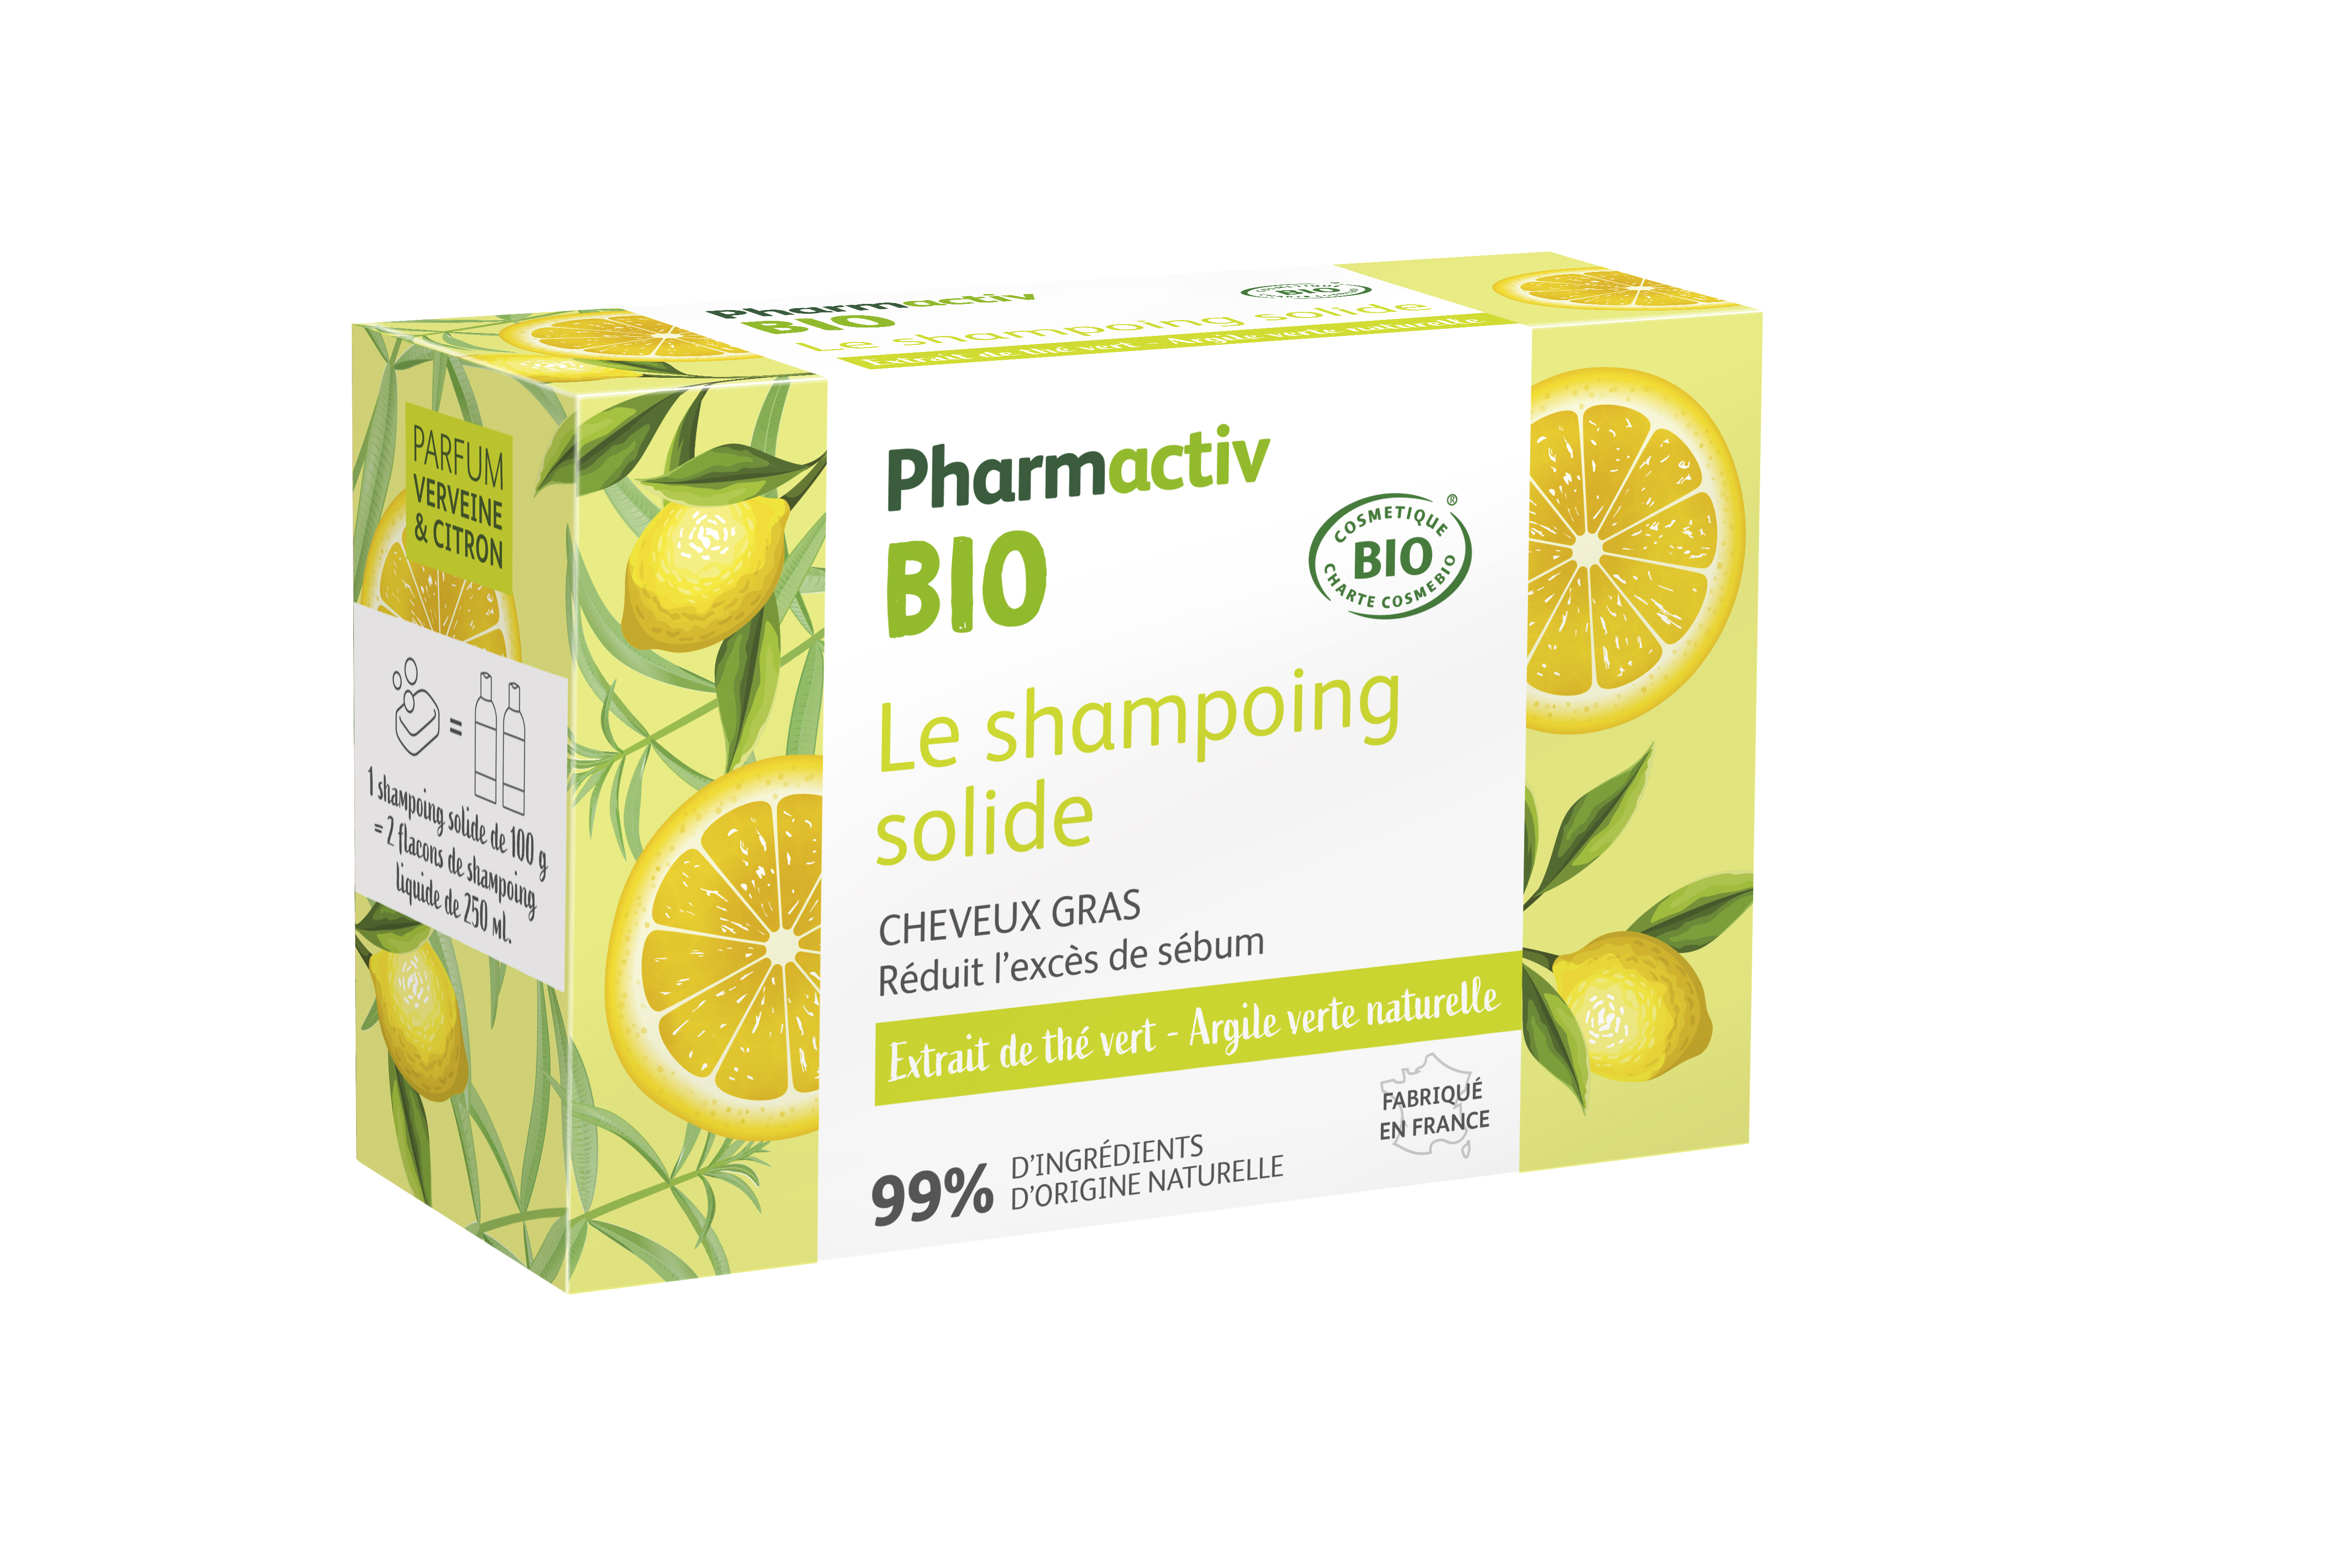 Pharmactiv
BIO
Le shampoing solide
Extrait de thé vert - Argile verte naturelle
BIO
PARFUM
VERVEINE
& CITRON
=
1 shampoing solide de 100 g
= 2 flacons de shampoing
liquide de 250 ml.
Pharmactiv
BIO
COSMETIQUE
BIO
CHARTE COSMEBIO
®
Le shampoing
solide
CHEVEUX GRAS
Réduit l'excès de sébum
Extrait de thé vert - Argile verte naturelle
FABRIQUÉ
EN FRANCE
99%
D'INGRÉDIENTS
D'ORIGINE NATURELLE